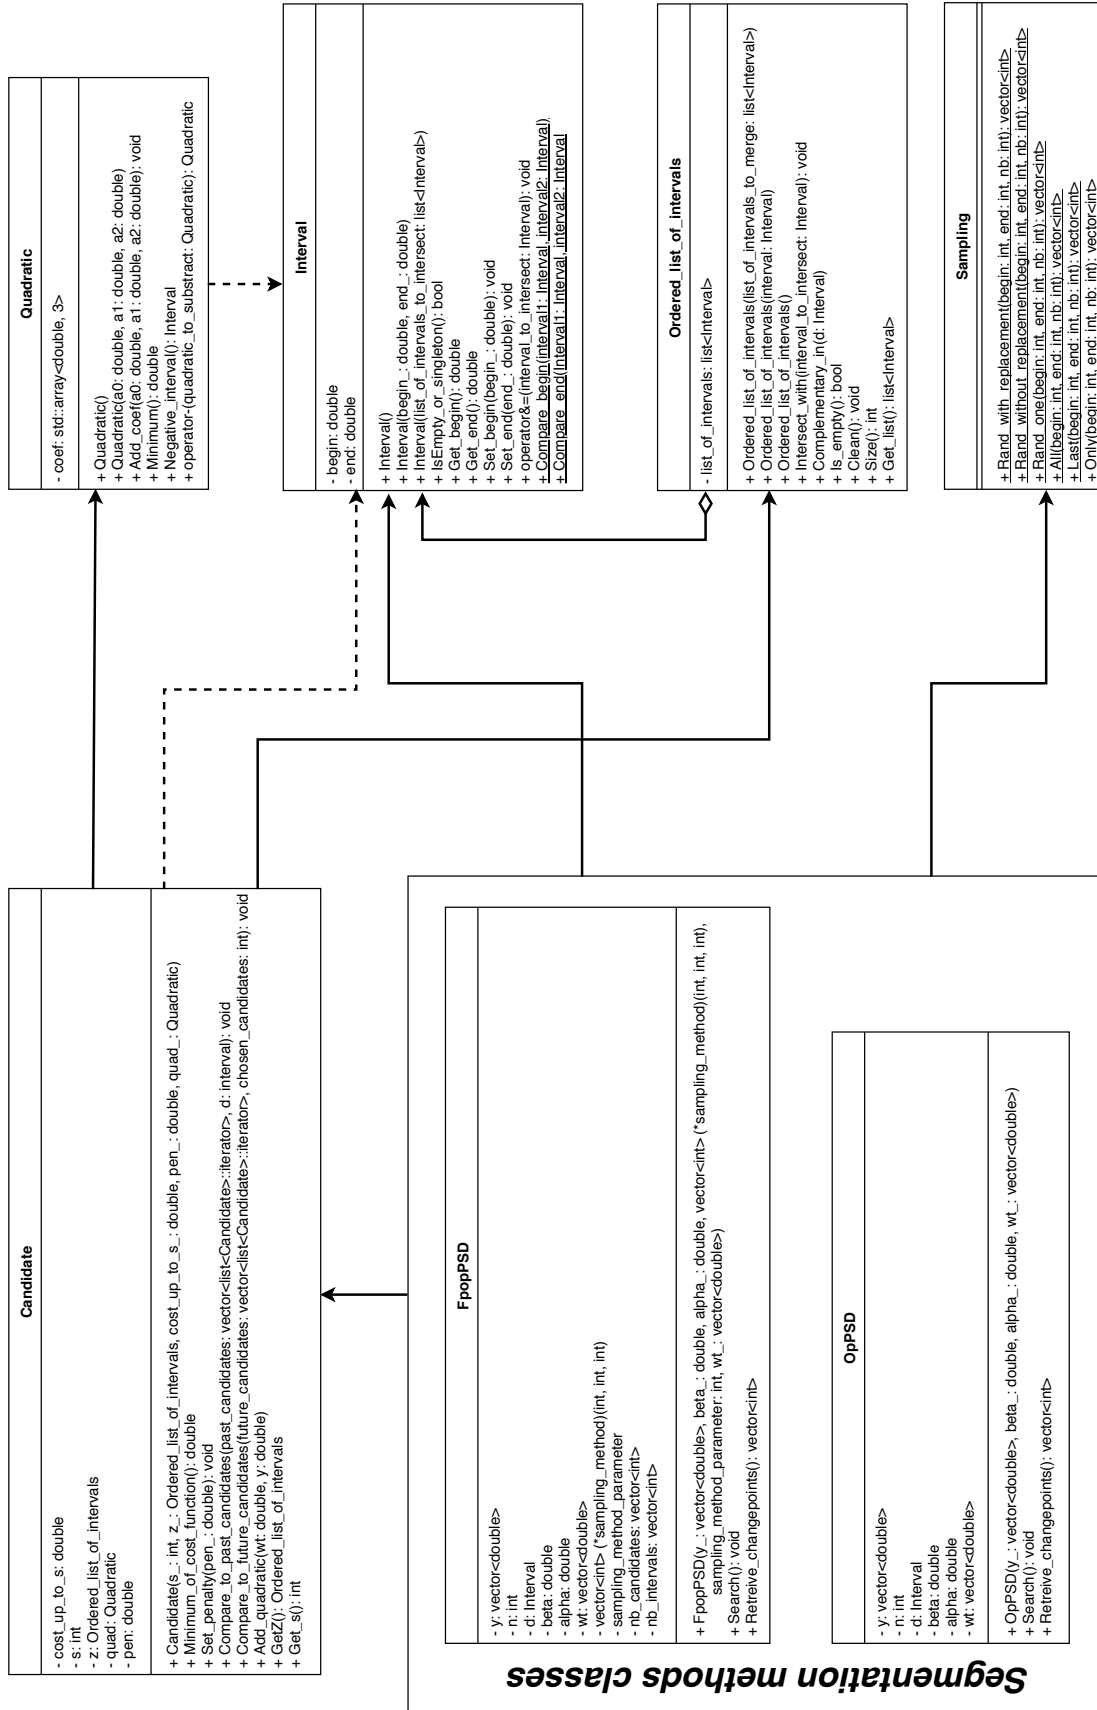 Candidate
- cost_up_to_s: double
- s: int
- z: Ordered_list_of_intervals
- quad: Quadratic
- pen: double
+ Candidate(s_: int, z_: Ordered_list_of_intervals, cost_up_to_s_: double, pen_: double, quad_: Quadratic)
+ Minimum_of_cost_function(): double
+ Set_penalty(pen_: double): void
+ Compare_to_past_candidates(past_candidates: vector<list<Candidate>::iterator>, d: interval): void
+ Compare_to_future_candidates(future_candidates: vector<list<Candidate>::iterator>, chosen_candidates: int): void
+ Add_quadratic(wt: double, y: double)
+ GetZ(): Ordered_list_of_intervals
+ Get_s(): int
Quadratic
- coef: std::array<double, 3>
+ Quadratic()
+ Quadratic(a0: double, a1: double, a2: double)
+ Add_coef(a0: double, a1: double, a2: double): void
+ Minimum(): double
+ Negative_interval(): Interval
+ operator-(quadratic_to_substract: Quadratic): Quadratic
Interval
- begin: double
- end: double
+ Interval()
+ Interval(begin_: double, end_: double)
+ Interval(list_of_intervals_to_intersect: list<Interval>)
+ IsEmpty_or_singleton(): bool
+ Get_begin(): double
+ Get_end(): double
+ Set_begin(begin_: double): void
+ Set_end(end_: double): void
+ operator&=(interval_to_intersect: Interval): void
+ Compare_begin(interval1: Interval, interval2: Interval)
+ Compare_end((Interval1: Interval, interval2: Interval
Ordered_list_of_intervals
- list_of_intervals: list<Interval>
+ Ordered_list_of_intervals(list_of_intervals_to_merge: list<Interval>)
+ Ordered_list_of_intervals(interval: Interval)
+ Ordered_list_of_intervals()
+ Intersect_with(interval_to_intersect: Interval): void
+ Complementary_in(d: Interval)
+ Is_empty(): bool
+ Clean(): void
+ Size(): int
+ Get_list(): list<Interval>
Sampling
+ Rand_with_replacement(begin: int, end: int, nb: int): vector<int>
+ Rand_without_replacement(begin: int, end: int, nb: int): vector<int>
+ Rand_one(begin: int, end: int, nb: int): vector<int>
+ All(begin: int, end: int, nb: int): vector<int>
+ Last(begin: int, end: int, nb: int): vector<int>
+ Only(begin: int, end: int, nb: int): vector<int>
Segmentation methods classes
FpopPSD
- y: vector<double>
- n: int
- d: Interval
- beta: double
- alpha: double
- wt: vector<double>
- vector<int> (*sampling_method)(int, int, int)
- sampling_method_parameter
- nb_candidates: vector<int>
- nb_intervals: vector<int>
+ FpopPSD(y_: vector<double>, beta_: double, alpha_: double, vector<int> (*sampling_method)(int, int, int),
sampling_method_parameter: int, wt_: vector<double>)
+ Search(): void
+ Retreive_changepoints(): vector<int>
OpPSD
- y: vector<double>
- n: int
- d: Interval
- beta: double
- alpha: double
- wt: vector<double>
+ OpPSD(y_: vector<double>, beta_: double, alpha_: double, wt_: vector<double>)
+ Search(): void
+ Retreive_changepoints(): vector<int>